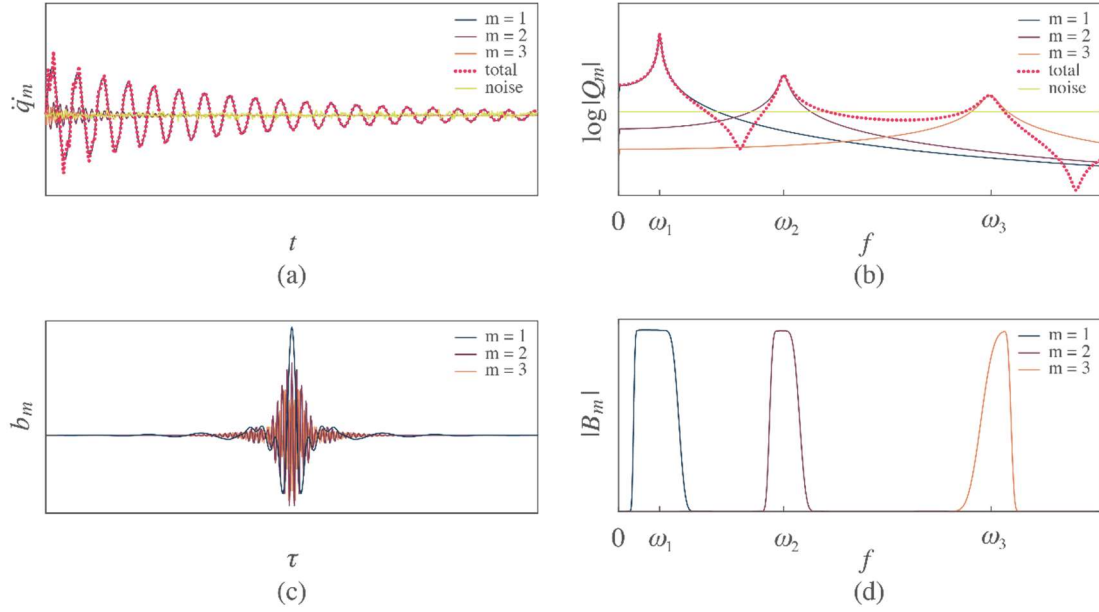 m = 1
m = 2
m = 3
total
noise
q̈ₘ
t
(a)
m = 1
m = 2
m = 3
total
noise
log|Qₘ|
0 ω₁ ω₂ ω₃
f
(b)
m = 1
m = 2
m = 3
bₘ
τ
(c)
m = 1
m = 2
m = 3
|Bₘ|
0 ω₁ ω₂ ω₃
f
(d)